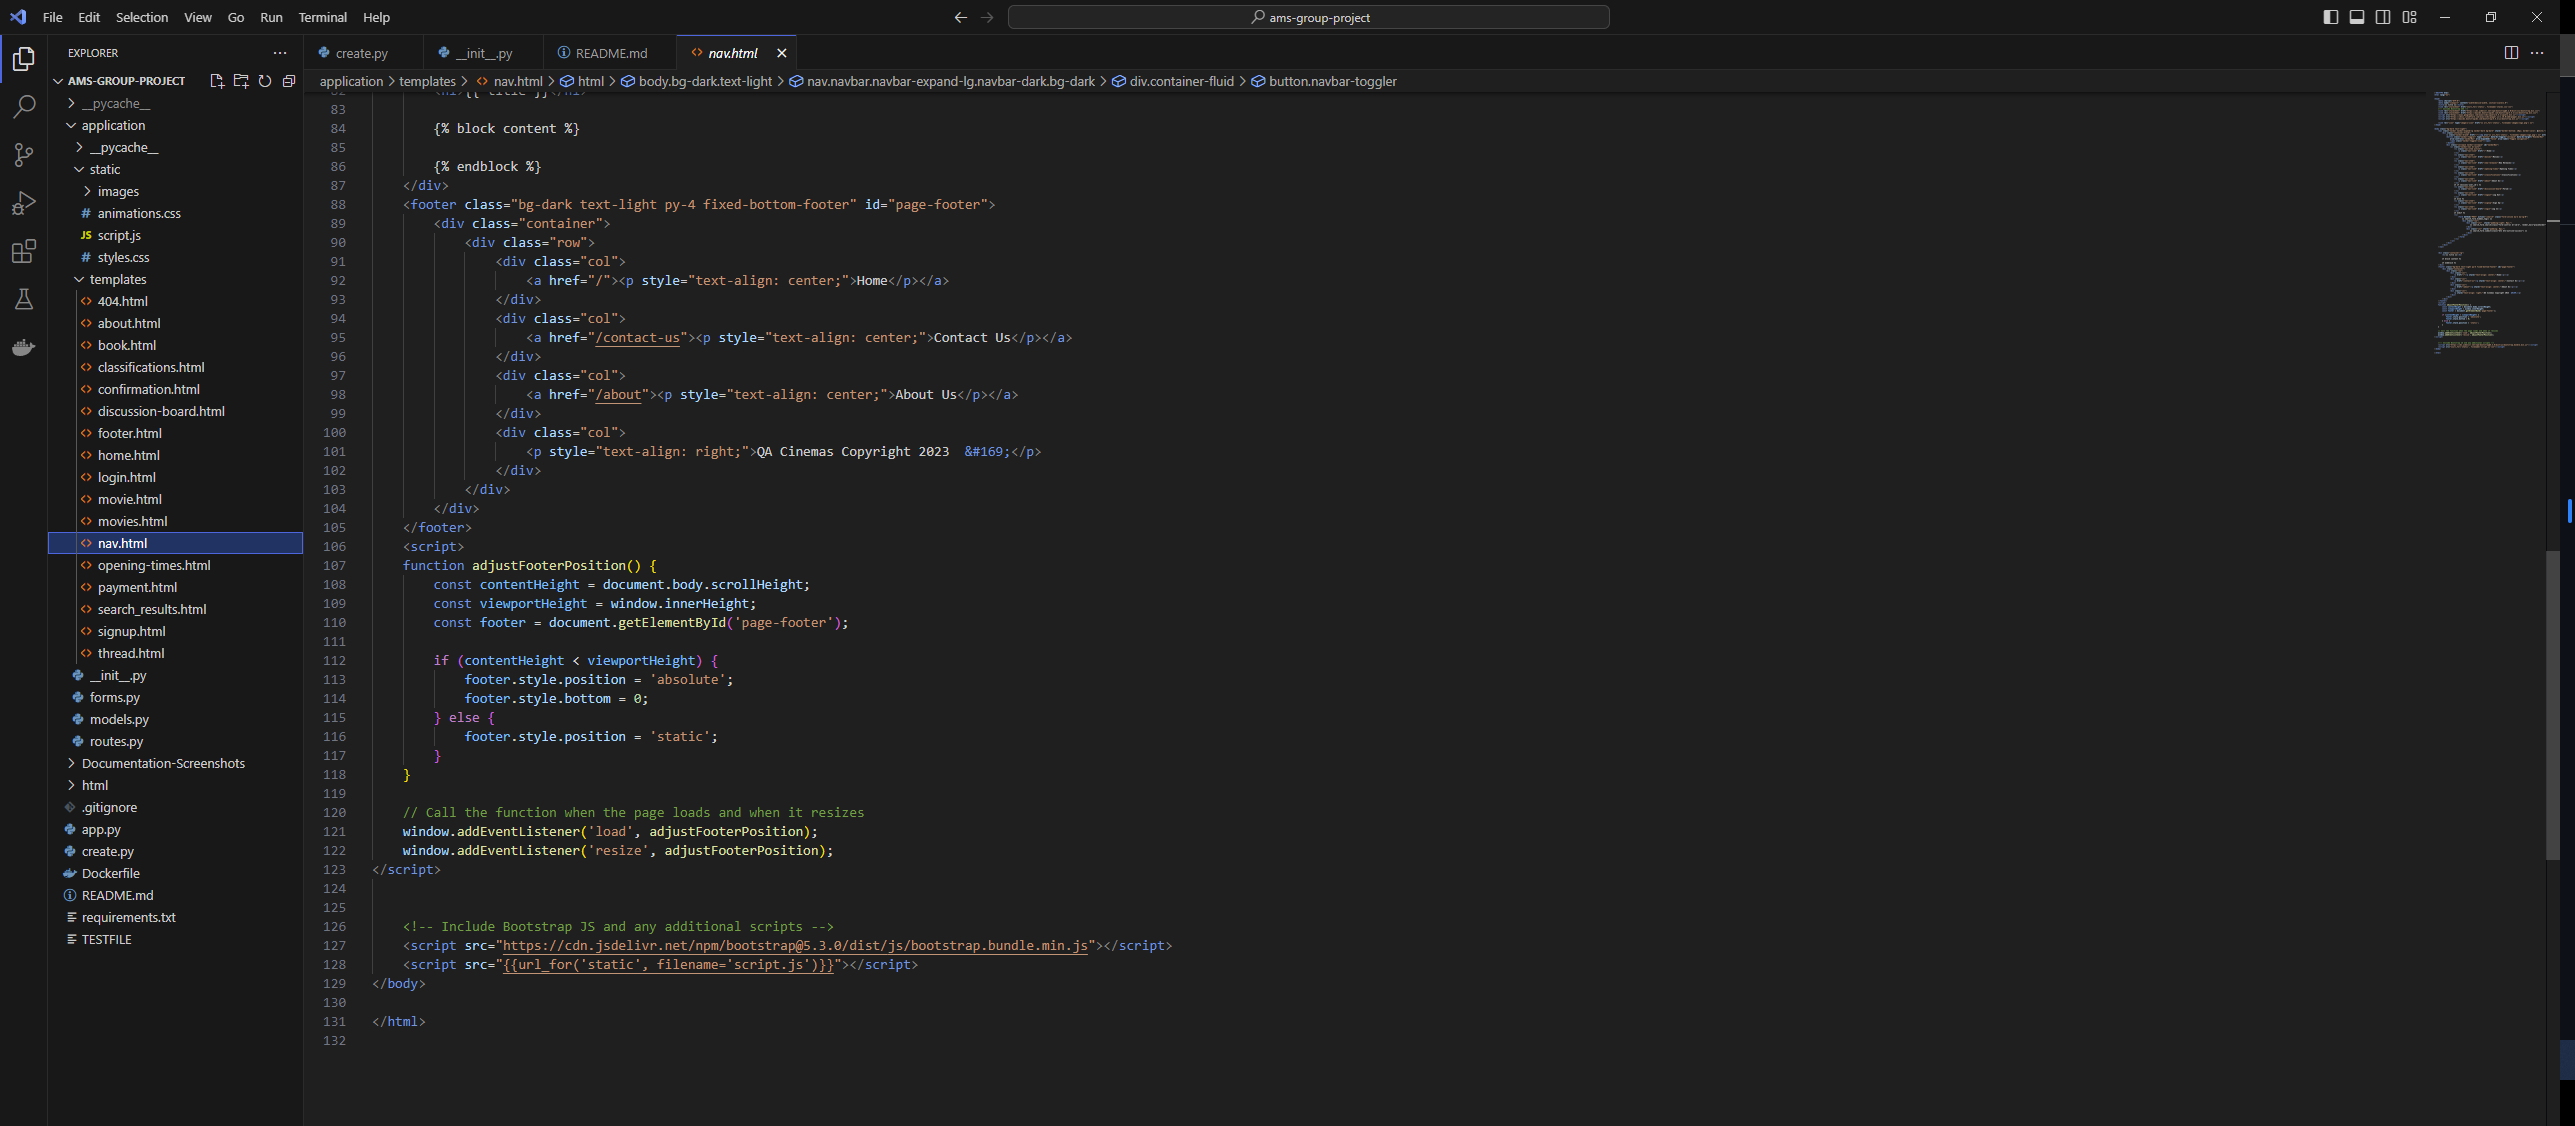 File Edit Selection View Go Run Terminal Help
ams-group-project
EXPLORER
AMS-GROUP-PROJECT
__pycache__
application
__pycache__
static
images
# animations.css
JS script.js
# styles.css
templates
<> 404.html
<> about.html
<> book.html
<> classifications.html
<> confirmation.html
<> discussion-board.html
<> footer.html
<> home.html
<> login.html
<> movie.html
<> movies.html
<> nav.html
<> opening-times.html
<> payment.html
<> search_results.html
<> signup.html
<> thread.html
__init__.py
forms.py
models.py
routes.py
Documentation-Screenshots
html
.gitignore
app.py
create.py
Dockerfile
README.md
requirements.txt
TESTFILE
create.py __init__.py README.md <> nav.html
application > templates > <> nav.html > html > body.bg-dark.text-light > nav.navbar.navbar-expand-lg.navbar-dark.bg-dark > div.container-fluid > button.navbar-toggler
83
84 {% block content %}
85
86 {% endblock %}
87 </div>
88 <footer class="bg-dark text-light py-4 fixed-bottom-footer" id="page-footer">
89 <div class="container">
90 <div class="row">
91 <div class="col">
92 <a href="/"><p style="text-align: center;">Home</p></a>
93 </div>
94 <div class="col">
95 <a href="/contact-us"><p style="text-align: center;">Contact Us</p></a>
96 </div>
97 <div class="col">
98 <a href="/about"><p style="text-align: center;">About Us</p></a>
99 </div>
100 <div class="col">
101 <p style="text-align: right;">QA Cinemas Copyright 2023  &#169;</p>
102 </div>
103 </div>
104 </div>
105 </footer>
106 <script>
107 function adjustFooterPosition() {
108 const contentHeight = document.body.scrollHeight;
109 const viewportHeight = window.innerHeight;
110 const footer = document.getElementById('page-footer');
111
112 if (contentHeight < viewportHeight) {
113 footer.style.position = 'absolute';
114 footer.style.bottom = 0;
115 } else {
116 footer.style.position = 'static';
117 }
118 }
119
120 // Call the function when the page loads and when it resizes
121 window.addEventListener('load', adjustFooterPosition);
122 window.addEventListener('resize', adjustFooterPosition);
123 </script>
124
125
126 <!-- Include Bootstrap JS and any additional scripts -->
127 <script src="https://cdn.jsdelivr.net/npm/bootstrap@5.3.0/dist/js/bootstrap.bundle.min.js"></script>
128 <script src="{{url_for('static', filename='script.js')}}"></script>
129 </body>
130
131 </html>
132